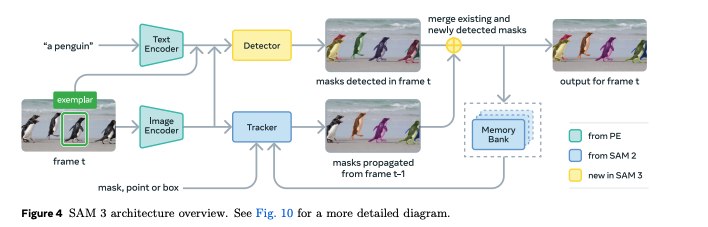 "a penguin"
Text
Encoder
Detector
masks detected in frame t
merge existing and
newly detected masks
output for frame t
exemplar
frame t
Image
Encoder
Tracker
masks propagated
from frame t-1
Memory
Bank
mask, point or box
from PE
from SAM 2
new in SAM 3
Figure 4 SAM 3 architecture overview. See Fig. 10 for a more detailed diagram.